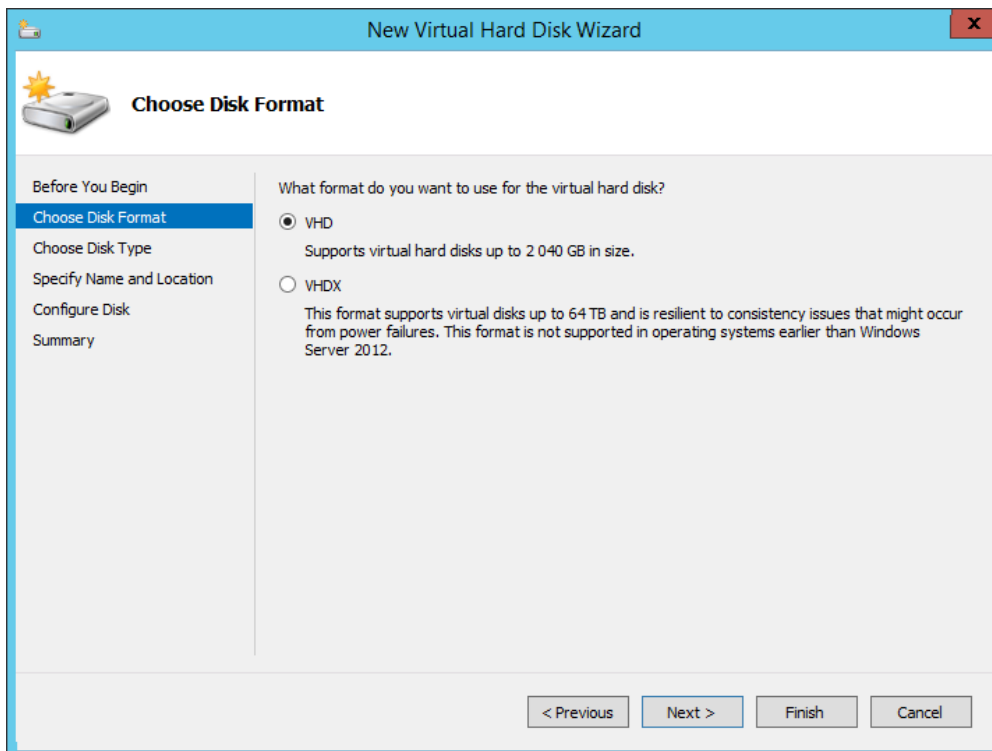 New Virtual Hard Disk Wizard
x
Choose Disk Format
Before You Begin
Choose Disk Format
Choose Disk Type
Specify Name and Location
Configure Disk
Summary
What format do you want to use for the virtual hard disk?
VHD
Supports virtual hard disks up to 2 040 GB in size.
VHDX
This format supports virtual disks up to 64 TB and is resilient to consistency issues that might occur
from power failures. This format is not supported in operating systems earlier than Windows
Server 2012.
< Previous
Next >
Finish
Cancel